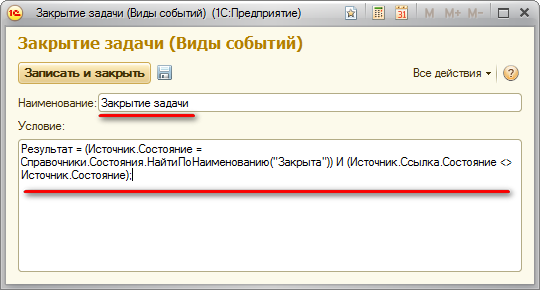 Закрытие задачи (Виды событий) (1С:Предприятие)
M M+ M-
Закрытие задачи (Виды событий)
Записать и закрыть
Все действия
Наименование: Закрытие задачи
Условие:
Результат = (Источник.Состояние =
Справочники.Состояния.НайтиПоНаименованию("Закрыта")) И (Источник.Ссылка.Состояние <>
Источник.Состояние);